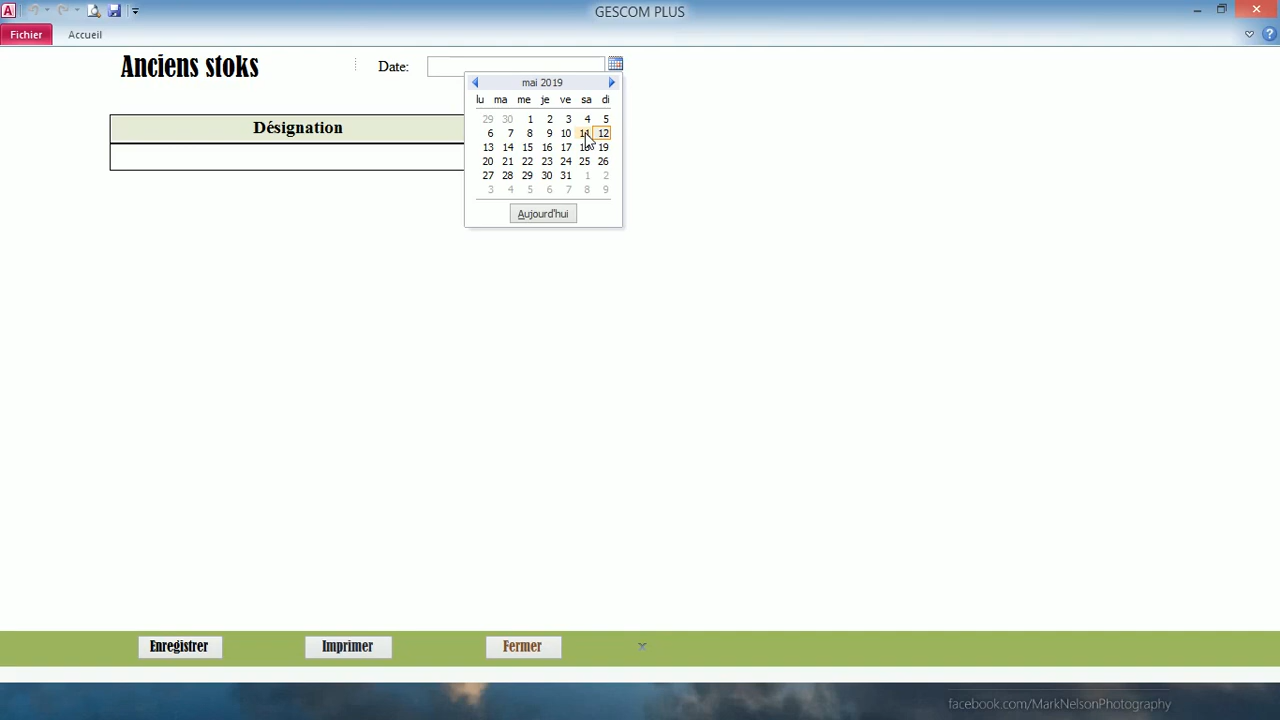 GESCOM PLUS
Fichier Accueil
Anciens stoks
Date:
mai 2019
lu ma me je ve sa di
29 30 1 2 3 4 5
6 7 8 9 10 11 12
13 14 15 16 17 18 19
20 21 22 23 24 25 26
27 28 29 30 31 1 2
3 4 5 6 7 8 9
Aujourd'hui
Désignation
Enregistrer Imprimer Fermer
facebook.com/MarkNelsonPhotography